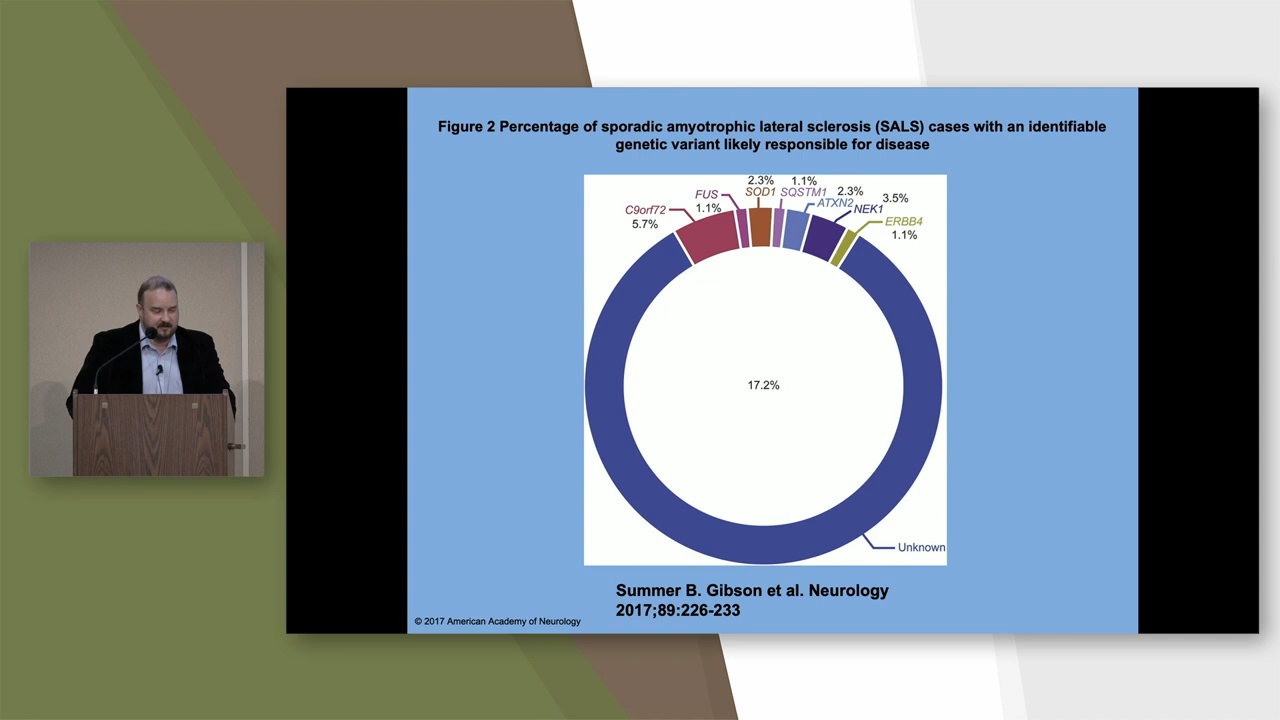 Figure 2 Percentage of sporadic amyotrophic lateral sclerosis (SALS) cases with an identifiable
genetic variant likely responsible for disease
C9orf72
5.7%
FUS
1.1%
2.3%
SOD1
1.1%
SQSTM1
2.3%
ATXN2
3.5%
NEK1
ERBB4
1.1%
17.2%
Unknown
Summer B. Gibson et al. Neurology
2017;89:226-233
© 2017 American Academy of Neurology